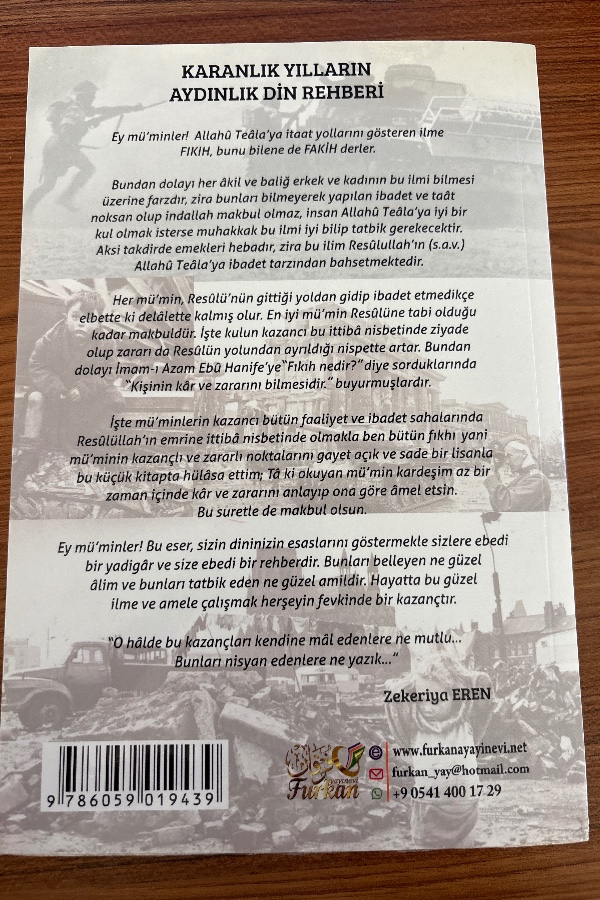 KARANLIK YILLARIN
AYDINLIK DİN REHBERİ
Ey mü'minler! Allahû Teâla'ya itaat yollarını gösteren ilme
FIKIH, bunu bilene de FAKİH derler.
Bundan dolayı her âkil ve baliğ erkek ve kadının bu ilmi bilmesi
üzerine farzdır, zira bunları bilmeyerek yapılan ibadet ve taât
noksan olup indallah makbul olmaz, insan Allahû Teâla'ya iyi bir
kul olmak isterse muhakkak bu ilmi iyi bilip tatbik gerekecektir.
Aksi takdirde emekleri hebadır, zira bu ilim Resûlullah'ın (s.a.v.)
Allahû Teâla'ya ibadet tarzından bahsetmektedir.
Her mü'min, Resûlü'nün gittiği yoldan gidip ibadet etmedikçe
elbette ki delâlette kalmış olur. En iyi mü'min Resûlüne tabi olduğu
kadar makbuldür. İşte kulun kazancı bu ittibâ nisbetinde ziyade
olup zararı da Resûlün yolundan ayrıldığı nispette artar. Bundan
dolayı İmam-ı Azam Ebû Hanife'ye "Fıkıh nedir?" diye sorduklarında
"Kişinin kâr ve zararını bilmesidir." buyurmuşlardır.
İşte mü'minlerin kazancı bütün faaliyet ve ibadet sahalarında
Resûlüllah'ın emrine ittibâ nisbetinde olmakla ben bütün fıkhı yani
mü'minin kazançlı ve zararlı noktalarını gayet açık ve sade bir lisanla
bu küçük kitapta hülâsa ettim; Tâ ki okuyan mü'min kardeşim az bir
zaman içinde kâr ve zararını anlayıp ona göre âmel etsin.
Bu suretle de makbul olsun.
Ey mü'minler! Bu eser, sizin dininizin esaslarını göstermekle sizlere ebedi
bir yadigâr ve size ebedi bir rehberdir. Bunları belleyen ne güzel
âlim ve bunları tatbik eden ne güzel amildir. Hayatta bu güzel
ilme ve amele çalışmak herşeyin fevkinde bir kazançtır.
"O hâlde bu kazançları kendine mâl edenlere ne mutlu...
Bunları nisyan edenlere ne yazık..."
Zekeriya EREN
9 786059 019439
Furkan
yayınevi
www.furkanayayinevi.net
furkan_yay@hotmail.com
+9 0541 400 17 29